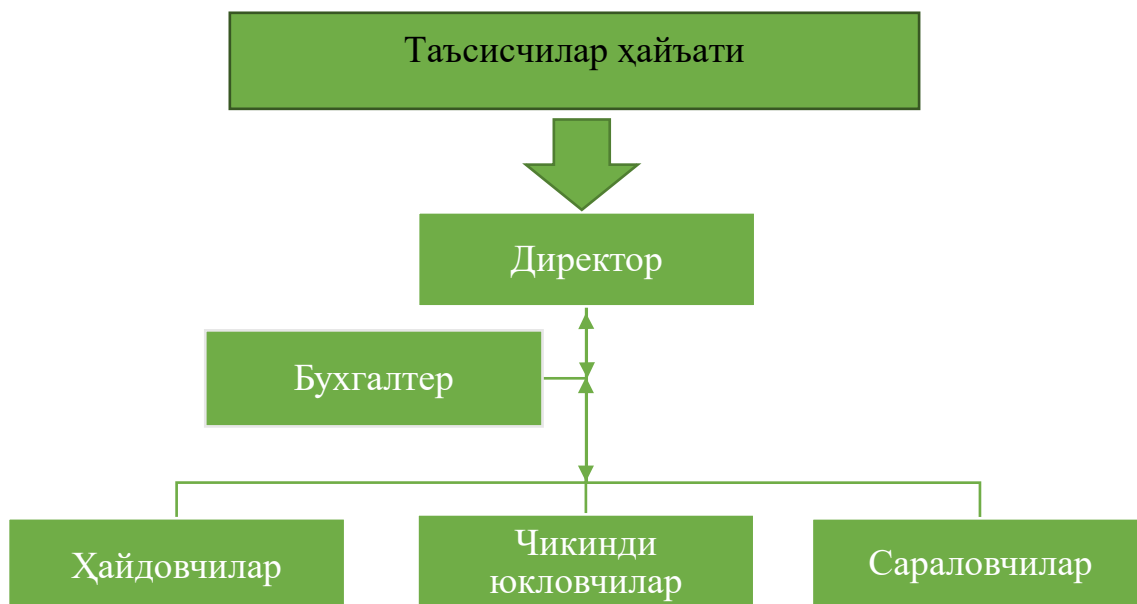 Таъсисчилар ҳайъати
Директор
Бухгалтер
Ҳайдовчилар
Чикинди
юкловчилар
Сараловчилар